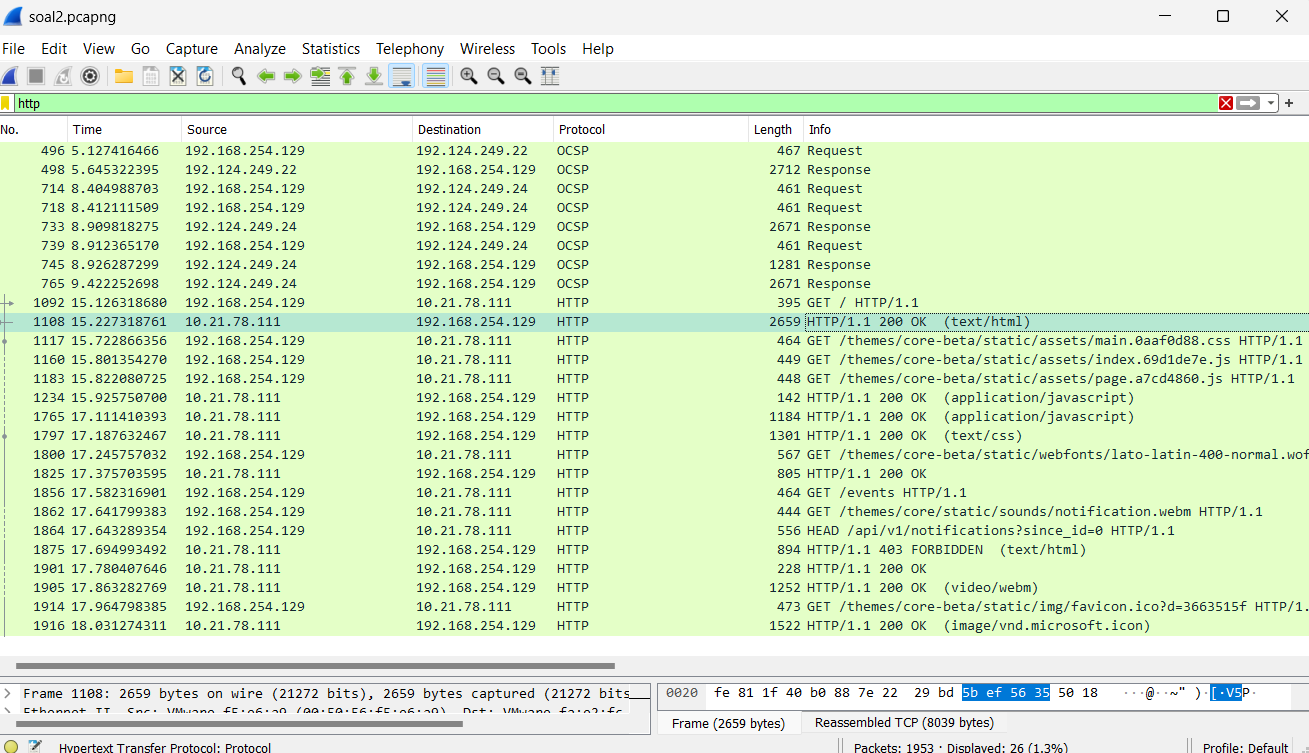 soal2.pcapng
File Edit View Go Capture Analyze Statistics Telephony Wireless Tools Help
http
No. Time Source Destination Protocol Length Info
496 5.127416466 192.168.254.129 192.124.249.22 OCSP 467 Request
498 5.645322395 192.124.249.22 192.168.254.129 OCSP 2712 Response
714 8.404988703 192.168.254.129 192.124.249.24 OCSP 461 Request
718 8.412111509 192.168.254.129 192.124.249.24 OCSP 461 Request
733 8.909818275 192.124.249.24 192.168.254.129 OCSP 2671 Response
739 8.912365170 192.168.254.129 192.124.249.24 OCSP 461 Request
745 8.926287299 192.124.249.24 192.168.254.129 OCSP 1281 Response
765 9.422252698 192.124.249.24 192.168.254.129 OCSP 2671 Response
1092 15.126318680 192.168.254.129 10.21.78.111 HTTP 395 GET / HTTP/1.1
1108 15.227318761 10.21.78.111 192.168.254.129 HTTP 2659 HTTP/1.1 200 OK (text/html)
1117 15.722866356 192.168.254.129 10.21.78.111 HTTP 464 GET /themes/core-beta/static/assets/main.0aaf0d88.css HTTP/1.1
1160 15.801354270 192.168.254.129 10.21.78.111 HTTP 449 GET /themes/core-beta/static/assets/index.69d1de7e.js HTTP/1.1
1183 15.822080725 192.168.254.129 10.21.78.111 HTTP 448 GET /themes/core-beta/static/assets/page.a7cd4860.js HTTP/1.1
1234 15.925750700 10.21.78.111 192.168.254.129 HTTP 142 HTTP/1.1 200 OK (application/javascript)
1765 17.111410393 10.21.78.111 192.168.254.129 HTTP 1184 HTTP/1.1 200 OK (application/javascript)
1797 17.187632467 10.21.78.111 192.168.254.129 HTTP 1301 HTTP/1.1 200 OK (text/css)
1800 17.245757032 192.168.254.129 10.21.78.111 HTTP 567 GET /themes/core-beta/static/webfonts/lato-latin-400-normal.wof
1825 17.375703595 10.21.78.111 192.168.254.129 HTTP 805 HTTP/1.1 200 OK
1856 17.582316901 192.168.254.129 10.21.78.111 HTTP 464 GET /events HTTP/1.1
1862 17.641799383 192.168.254.129 10.21.78.111 HTTP 444 GET /themes/core/static/sounds/notification.webm HTTP/1.1
1864 17.643289354 192.168.254.129 10.21.78.111 HTTP 556 HEAD /api/v1/notifications?since_id=0 HTTP/1.1
1875 17.694993492 10.21.78.111 192.168.254.129 HTTP 894 HTTP/1.1 403 FORBIDDEN (text/html)
1901 17.780407646 10.21.78.111 192.168.254.129 HTTP 228 HTTP/1.1 200 OK
1905 17.863282769 10.21.78.111 192.168.254.129 HTTP 1252 HTTP/1.1 200 OK (video/webm)
1914 17.964798385 192.168.254.129 10.21.78.111 HTTP 473 GET /themes/core-beta/static/img/favicon.ico?d=3663515f HTTP/1.
1916 18.031274311 10.21.78.111 192.168.254.129 HTTP 1522 HTTP/1.1 200 OK (image/vnd.microsoft.icon)
Frame 1108: 2659 bytes on wire (21272 bits), 2659 bytes captured (21272 bits
0020 fe 81 1f 40 b0 88 7e 22 29 bd 5b ef 56 35 50 18 ···@··~" )·[·V5P·
Frame (2659 bytes) Reassembled TCP (8039 bytes)
Hypertext Transfer Protocol: Protocol
Packets: 1953 · Displayed: 26 (1.3%)
Profile: Default